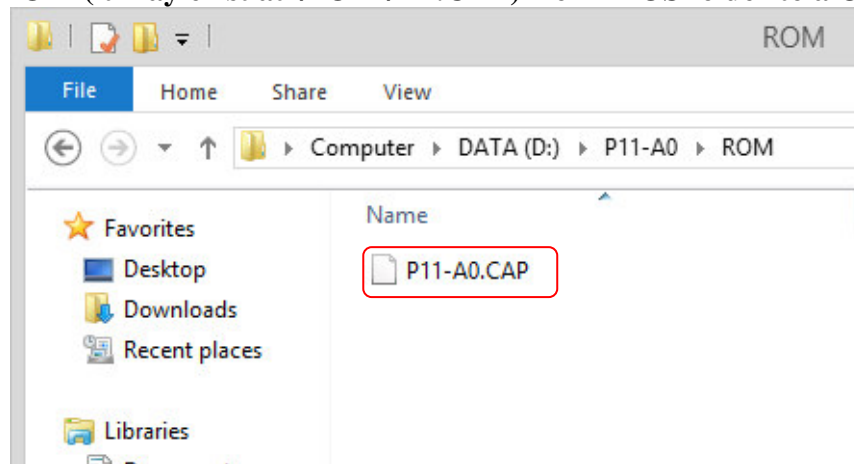 ROM
File Home Share View
Computer DATA (D:) P11-A0 ROM
Favorites
Name
Desktop
P11-A0.CAP
Downloads
Recent places
Libraries